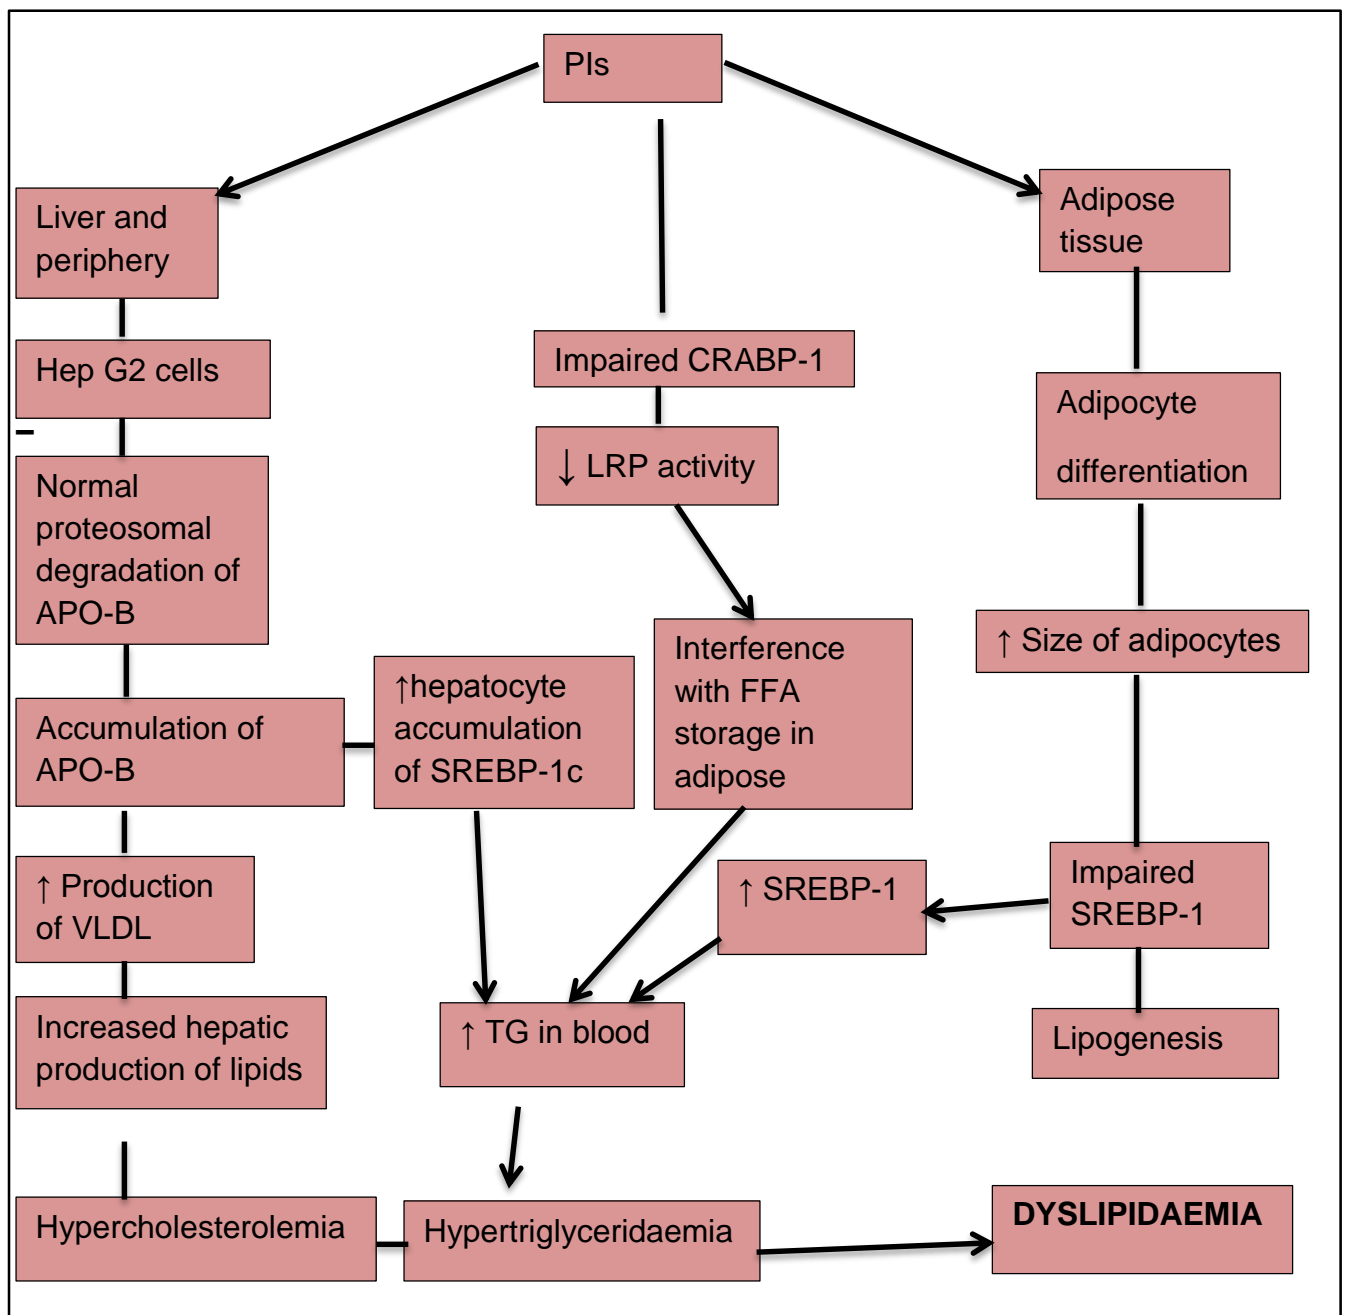 PIs
Liver and
periphery
Adipose
tissue
Hep G2 cells
Impaired CRABP-1
Adipocyte
differentiation
–
Normal
proteosomal
degradation of
APO-B
↓ LRP activity
Interference
with FFA
storage in
adipose
↑ Size of adipocytes
Accumulation of
APO-B
↑hepatocyte
accumulation
of SREBP-1c
↑ Production
of VLDL
↑ SREBP-1
Impaired
SREBP-1
Increased hepatic
production of lipids
↑ TG in blood
Lipogenesis
Hypercholesterolemia
Hypertriglyceridaemia
DYSLIPIDAEMIA